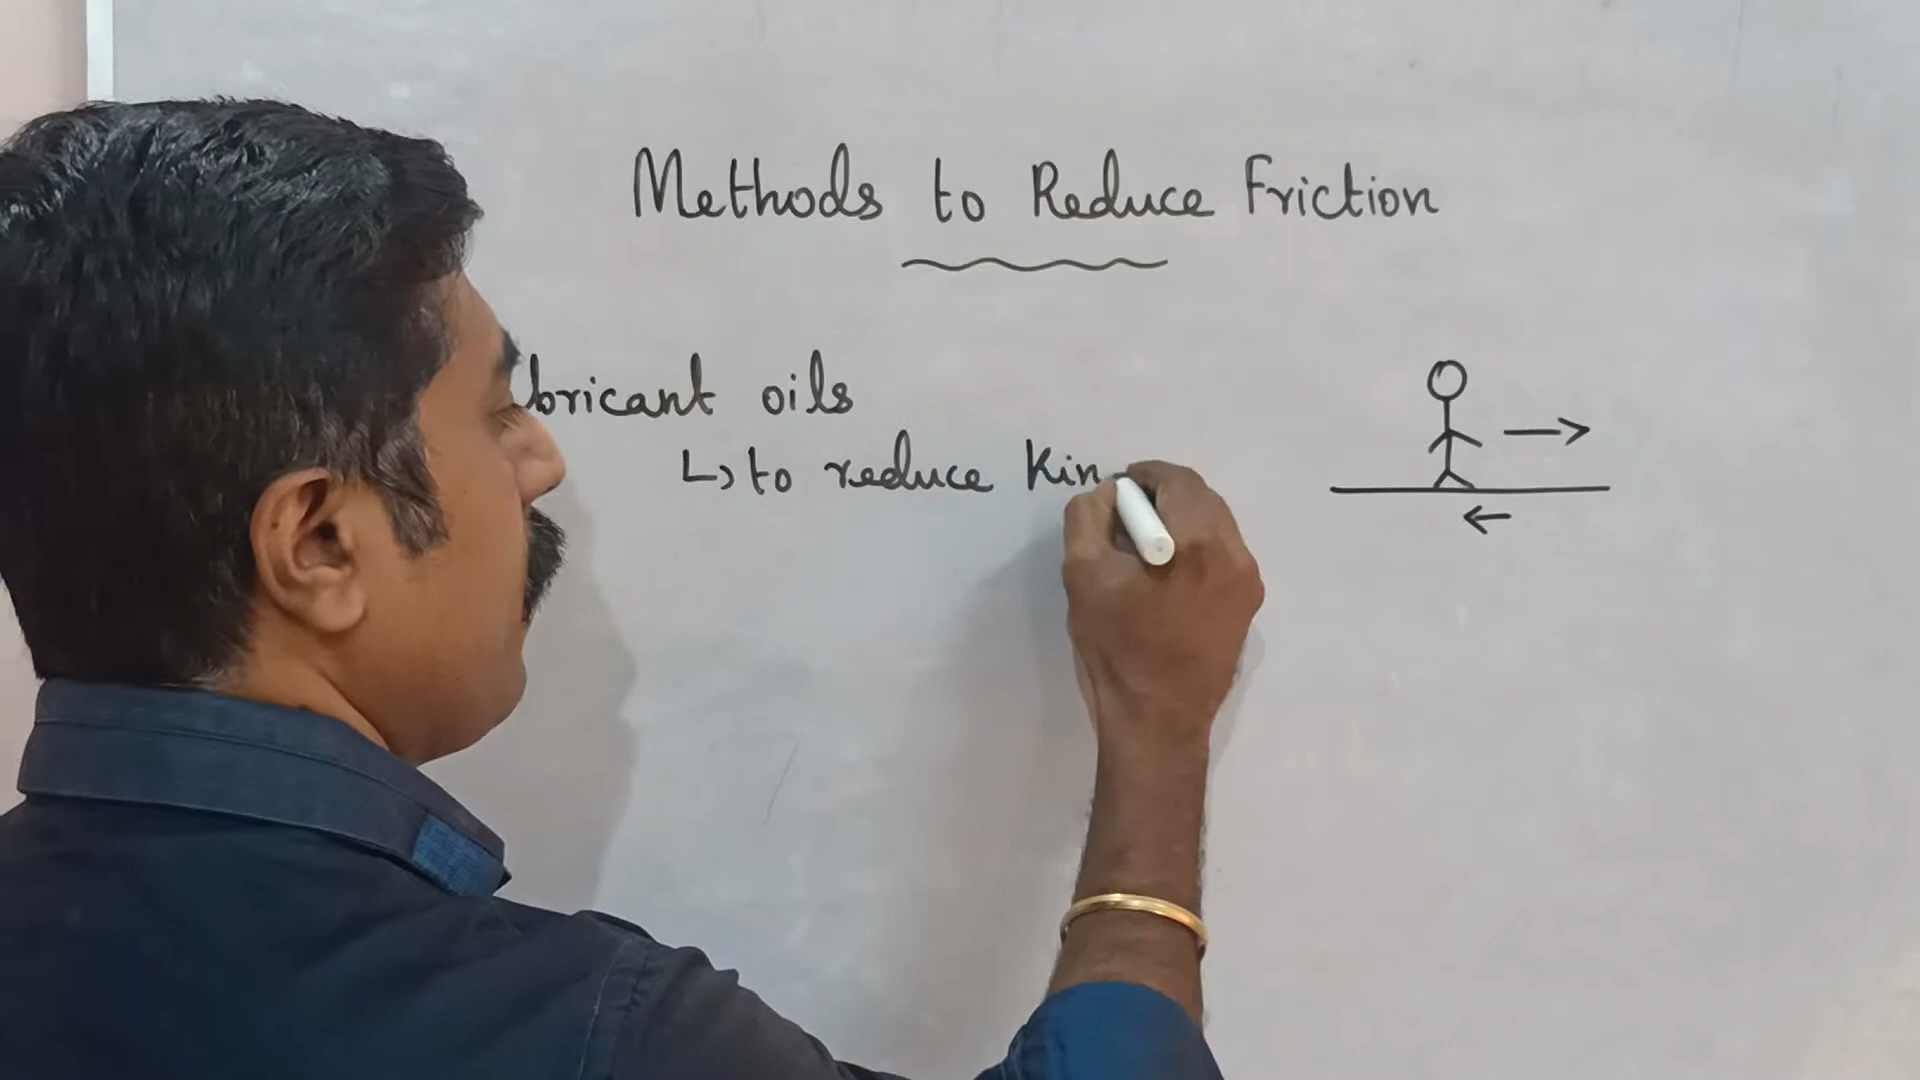 Methods to Reduce Friction
bricant oils
↳ to reduce Kin